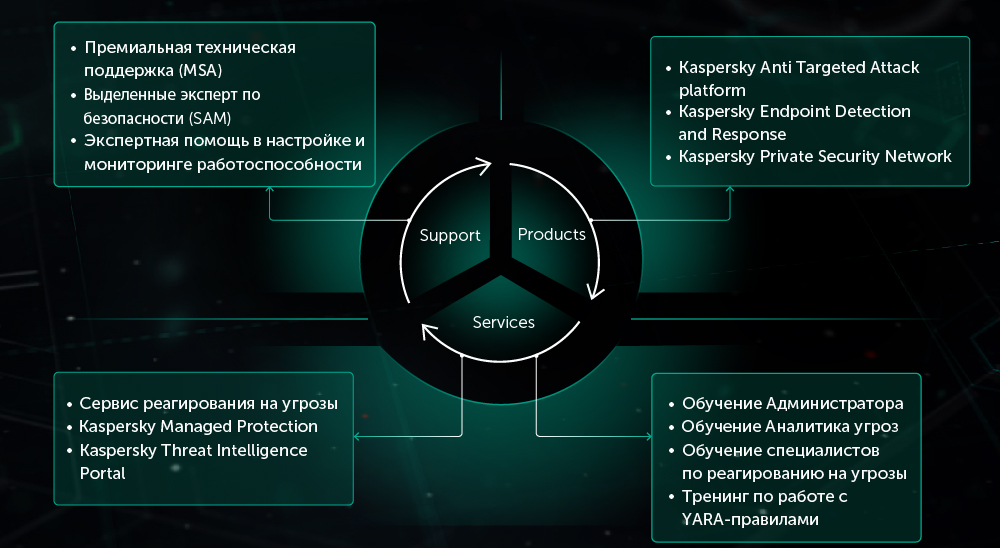 • Премиальная техническая
поддержка (MSA)
• Выделенные эксперт по
безопасности (SAM)
• Экспертная помощь в настройке и
мониторинге работоспособности
• Kaspersky Anti Targeted Attack
platform
• Kaspersky Endpoint Detection
and Response
• Kaspersky Private Security Network
Support
Products
Services
• Сервис реагирования на угрозы
• Kaspersky Managed Protection
• Kaspersky Threat Intelligence
Portal
• Обучение Администратора
• Обучение Аналитика угроз
• Обучение специалистов
по реагированию на угрозы
• Тренинг по работе с
YARA-правилами